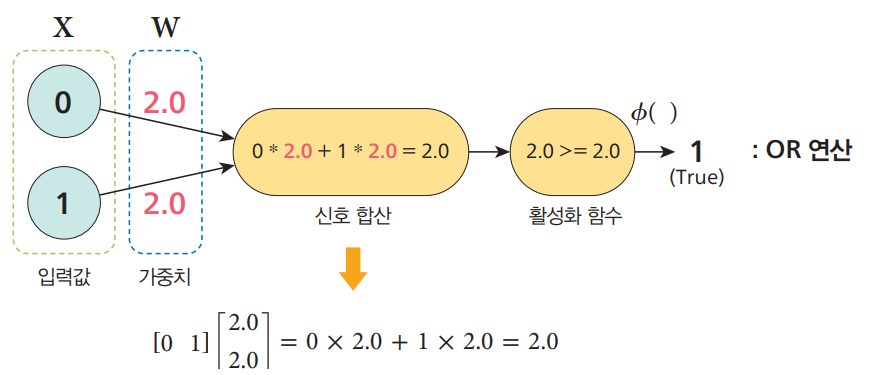 X W
0 2.0
ϕ( )
0 * 2.0 + 1 * 2.0 = 2.0 2.0 >= 2.0 1 : OR 연산
(True)
1 2.0
신호 합산 활성화 함수
입력값 가중치
[0 1] [2.0 2.0] = 0 × 2.0 + 1 × 2.0 = 2.0